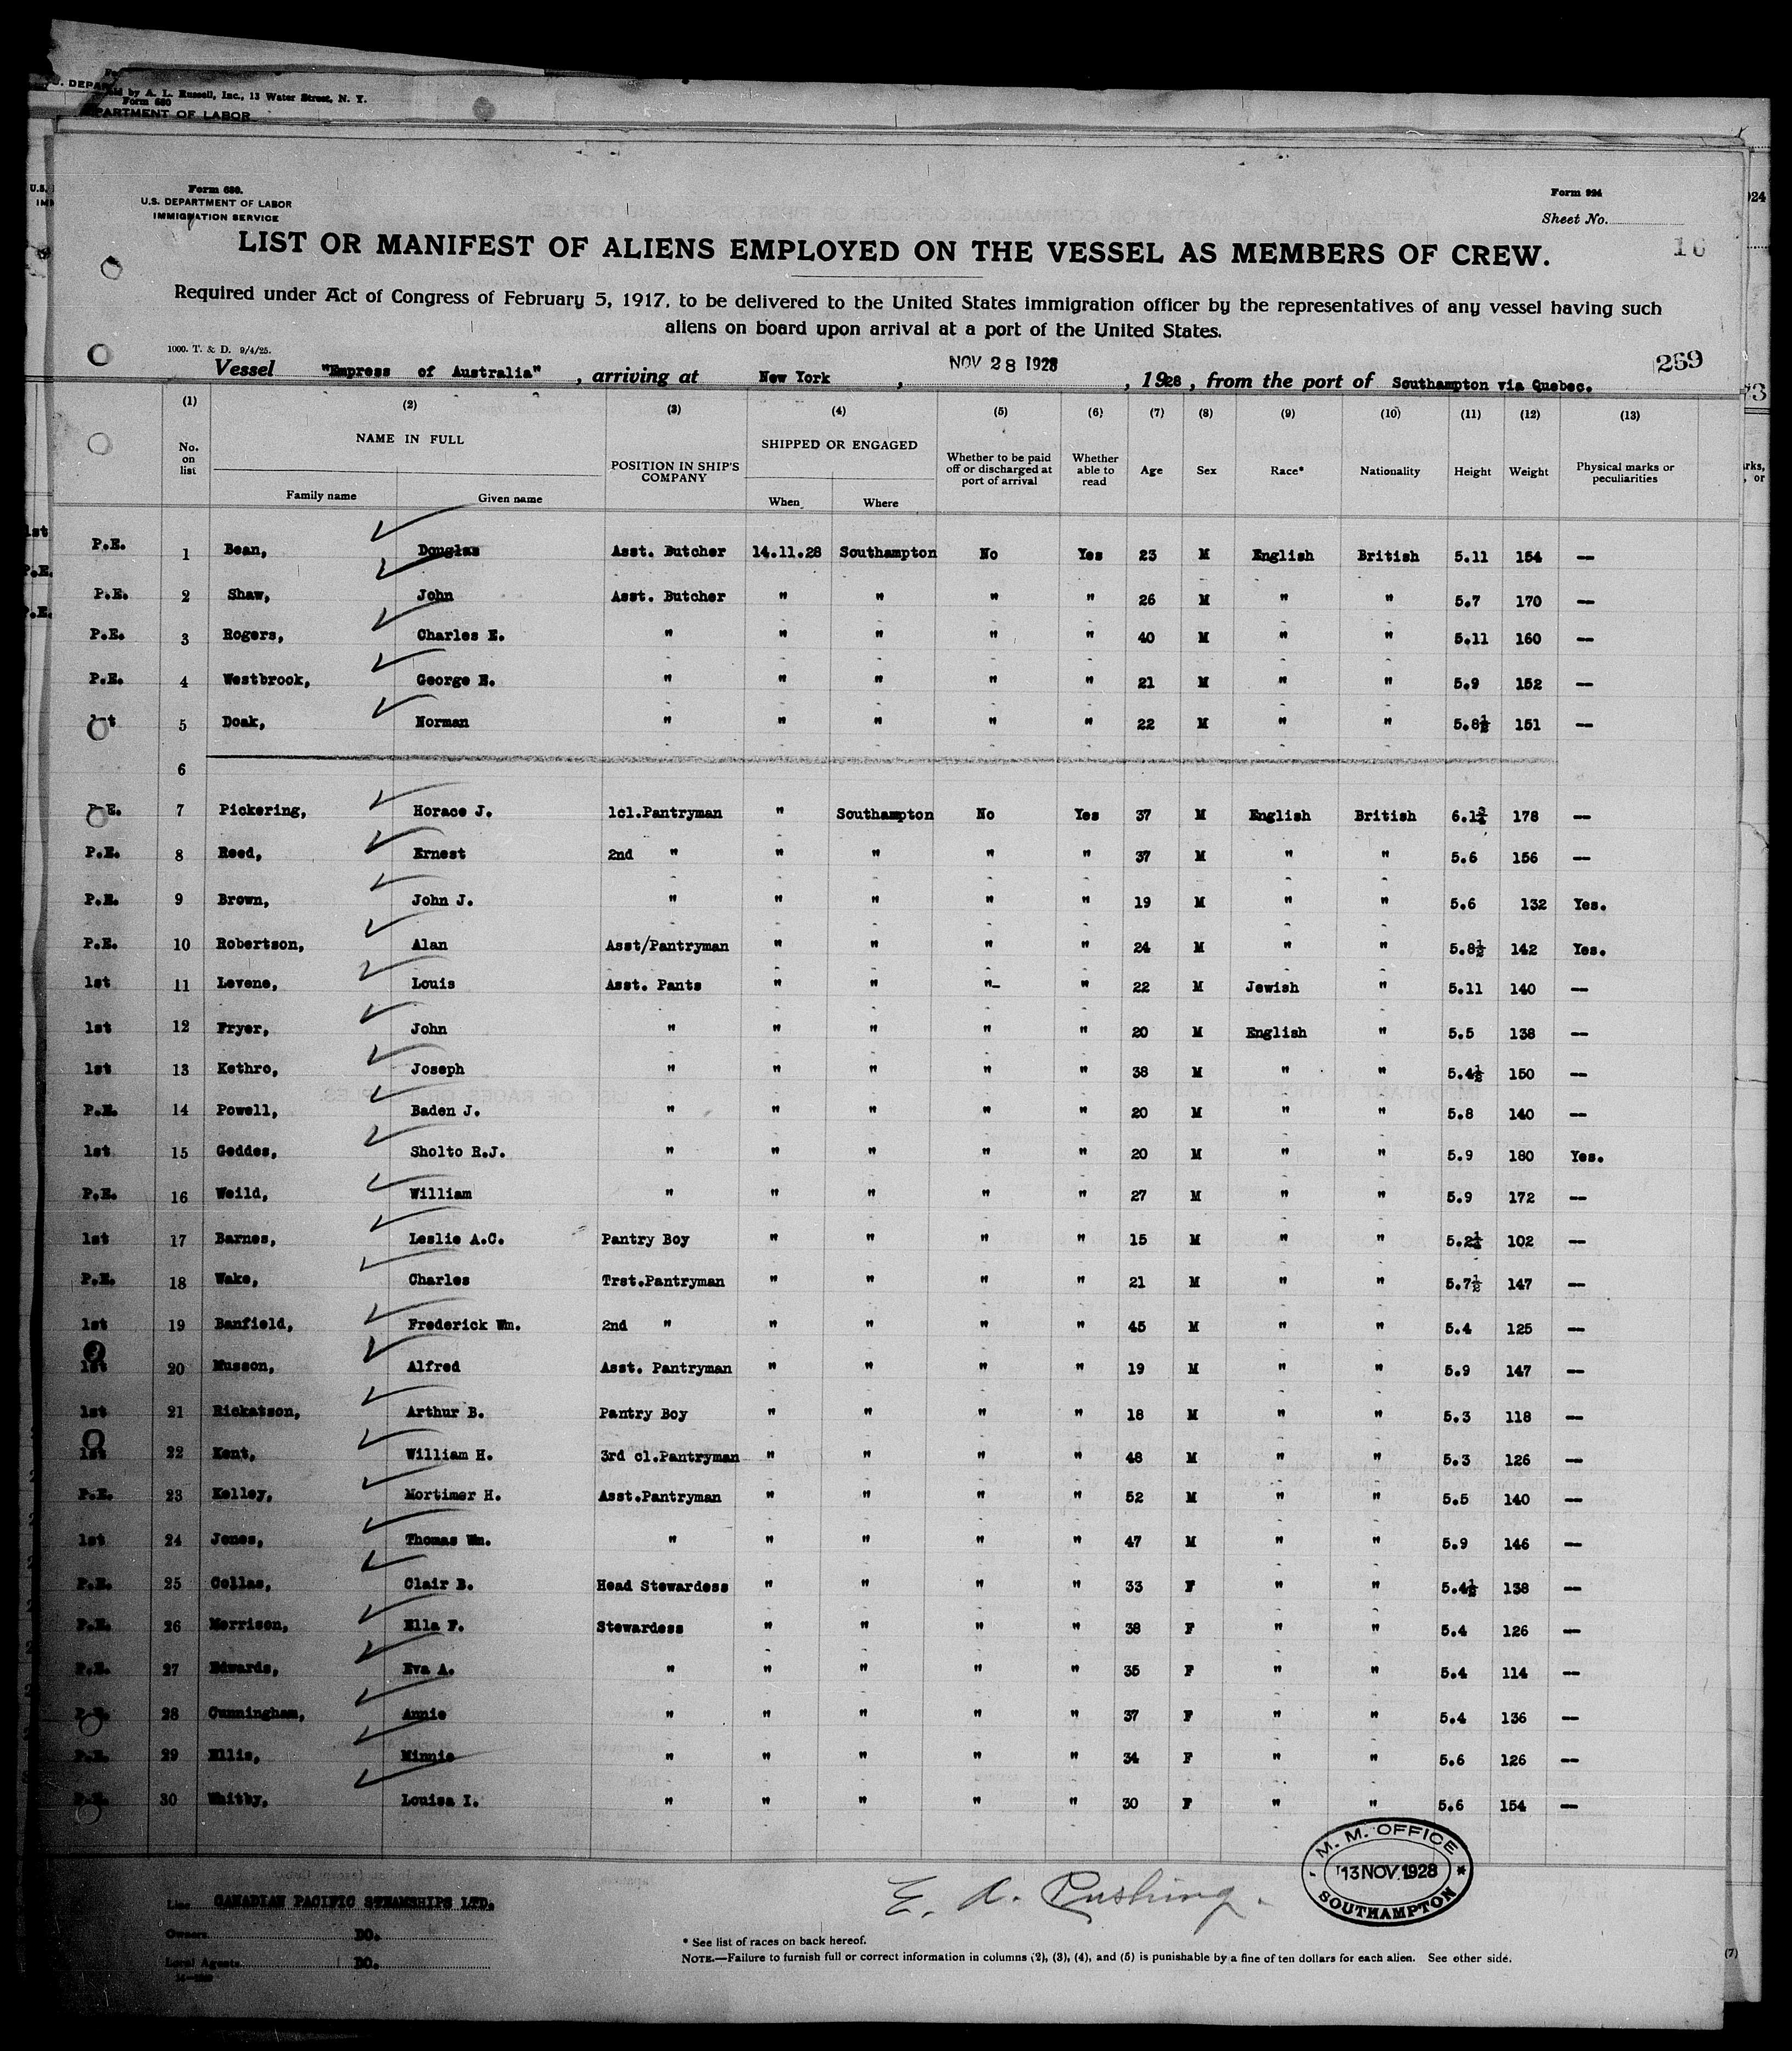 ld by A. L. Russell, Inc., 13 Water Street, N. Y.
Form 680
DEPARTMENT OF LABOR
Form 680.
U.S. DEPARTMENT OF LABOR
IMMIGRATION SERVICE
Form 924
Sheet No.
16
LIST OR MANIFEST OF ALIENS EMPLOYED ON THE VESSEL AS MEMBERS OF CREW.
Required under Act of Congress of February 5, 1917, to be delivered to the United States immigration officer by the representatives of any vessel having such
aliens on board upon arrival at a port of the United States.
1000. T. & D. 9/4/25.
269
Vessel "Empress of Australia", arriving at New York, NOV 28 1928, 1928, from the port of Southampton via Quebec.
(1) (2) (3) (4) (5) (6) (7) (8) (9) (10) (11) (12) (13)
No. on list NAME IN FULL Family name Given name POSITION IN SHIP'S COMPANY SHIPPED OR ENGAGED When Where Whether to be paid off or discharged at port of arrival Whether able to read Age Sex Race* Nationality Height Weight Physical marks or peculiarities
P.E. 1 Bean, Douglas Asst. Butcher 14.11.28 Southampton No Yes 23 M English British 5.11 154 —
P.E. 2 Shaw, John Asst. Butcher " " " " 26 M " " 5.7 170 —
P.E. 3 Rogers, Charles E. " " " " " 40 M " " 5.11 160 —
P.E. 4 Westbrook, George E. " " " " " 21 M " " 5.9 152 —
1st 5 Doak, Norman " " " " " 22 M " " 5.8½ 151 —
6
P.E. 7 Pickering, Horace J. 1cl.Pantryman " Southampton No Yes 37 M English British 6.1¾ 178 —
P.E. 8 Reed, Ernest 2nd " " " " " 37 M " " 5.6 156 —
P.E. 9 Brown, John J. " " " " " 19 M " " 5.6 132 Yes.
P.E. 10 Robertson, Alan Asst/Pantryman " " " " 24 M " " 5.8½ 142 Yes.
1st 11 Levene, Louis Asst. Pants " " "- " 22 M Jewish " 5.11 140 —
1st 12 Fryer, John " " " " " 20 M English " 5.5 138 —
1st 13 Kethro, Joseph " " " " " 38 M " " 5.4½ 150 —
P.E. 14 Powell, Baden J. " " " " " 20 M " " 5.8 140 —
1st 15 Geddes, Sholto R.J. " " " " " 20 M " " 5.9 180 Yes.
P.E. 16 Weild, William " " " " " 27 M " " 5.9 172 —
1st 17 Barnes, Leslie A.C. Pantry Boy " " " " 15 M " " 5.2¼ 102 —
P.E. 18 Wake, Charles Trst.Pantryman " " " " 21 M " " 5.7½ 147 —
1st 19 Banfield, Frederick Wm. 2nd " " " " " 45 M " " 5.4 125 —
1st 20 Musson, Alfred Asst. Pantryman " " " " 19 M " " 5.9 147 —
1st 21 Rickatson, Arthur B. Pantry Boy " " " " 18 M " " 5.3 118 —
1st 22 Kent, William H. 3rd cl.Pantryman " " " " 48 M " " 5.3 126 —
P.E. 23 Kelley, Mortimer H. Asst.Pantryman " " " " 52 M " " 5.5 140 —
1st 24 Jones, Thomas Wm. " " " " " 47 M " " 5.9 146 —
P.E. 25 Collas, Clair B. Head Stewardess " " " " 33 F " " 5.4½ 138 —
P.E. 26 Morrison, Ella F. Stewardess " " " " 38 F " " 5.4 126 —
P.E. 27 Edwards, Eva A. " " " " " 35 F " " 5.4 114 —
P.E. 28 Cunningham, Annie " " " " " 37 F " " 5.4 136 —
P.E. 29 Ellis, Minnie " " " " " 34 F " " 5.6 126 —
P.E. 30 Whitby, Louisa I. " " " " " 30 F " " 5.6 154 —
M. M. OFFICE
13 NOV. 1928
SOUTHAMPTON
Line CANADIAN PACIFIC STEAMSHIPS LTD.
E. A. Pushing.
Owners DO.
Local Agents DO.
* See list of races on back hereof.
NOTE.—Failure to furnish full or correct information in columns (2), (3), (4), and (5) is punishable by a fine of ten dollars for each alien. See other side.
(7)